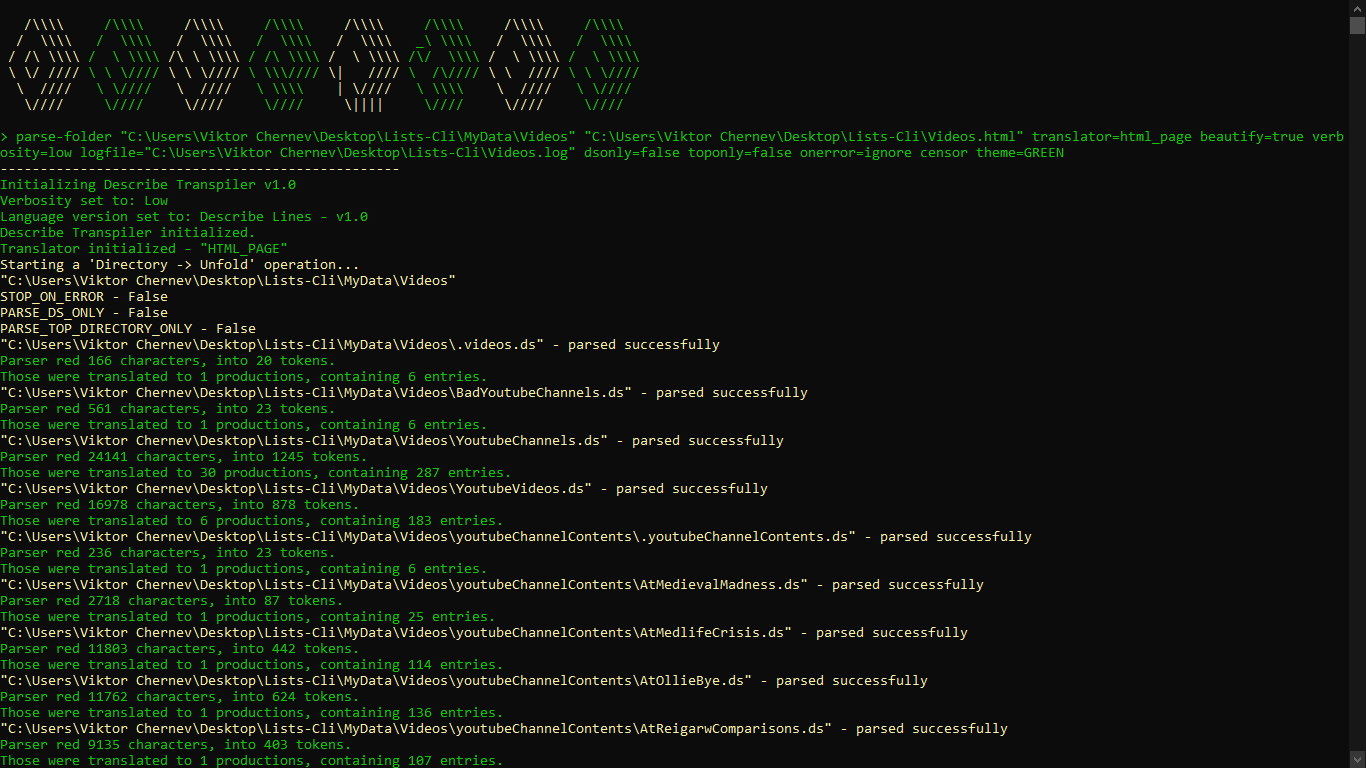 > parse-folder "C:\Users\Viktor Chernev\Desktop\Lists-Cli\MyData\Videos" "C:\Users\Viktor Chernev\Desktop\Lists-Cli\Videos.html" translator=html_page beautify=true verb
osity=low logfile="C:\Users\Viktor Chernev\Desktop\Lists-Cli\Videos.log" dsonly=false toponly=false onerror=ignore censor theme=GREEN
--------------------------------------------------
Initializing Describe Transpiler v1.0
Verbosity set to: Low
Language version set to: Describe Lines - v1.0
Describe Transpiler initialized.
Translator initialized - "HTML_PAGE"
Starting a 'Directory -> Unfold' operation...
"C:\Users\Viktor Chernev\Desktop\Lists-Cli\MyData\Videos"
STOP_ON_ERROR - False
PARSE_DS_ONLY - False
PARSE_TOP_DIRECTORY_ONLY - False
"C:\Users\Viktor Chernev\Desktop\Lists-Cli\MyData\Videos\.videos.ds" - parsed successfully
Parser red 166 characters, into 20 tokens.
Those were translated to 1 productions, containing 6 entries.
"C:\Users\Viktor Chernev\Desktop\Lists-Cli\MyData\Videos\BadYoutubeChannels.ds" - parsed successfully
Parser red 561 characters, into 23 tokens.
Those were translated to 1 productions, containing 6 entries.
"C:\Users\Viktor Chernev\Desktop\Lists-Cli\MyData\Videos\YoutubeChannels.ds" - parsed successfully
Parser red 24141 characters, into 1245 tokens.
Those were translated to 30 productions, containing 287 entries.
"C:\Users\Viktor Chernev\Desktop\Lists-Cli\MyData\Videos\YoutubeVideos.ds" - parsed successfully
Parser red 16978 characters, into 878 tokens.
Those were translated to 6 productions, containing 183 entries.
"C:\Users\Viktor Chernev\Desktop\Lists-Cli\MyData\Videos\youtubeChannelContents\.youtubeChannelContents.ds" - parsed successfully
Parser red 236 characters, into 23 tokens.
Those were translated to 1 productions, containing 6 entries.
"C:\Users\Viktor Chernev\Desktop\Lists-Cli\MyData\Videos\youtubeChannelContents\AtMedievalMadness.ds" - parsed successfully
Parser red 2718 characters, into 87 tokens.
Those were translated to 1 productions, containing 25 entries.
"C:\Users\Viktor Chernev\Desktop\Lists-Cli\MyData\Videos\youtubeChannelContents\AtMedlifeCrisis.ds" - parsed successfully
Parser red 11803 characters, into 442 tokens.
Those were translated to 1 productions, containing 114 entries.
"C:\Users\Viktor Chernev\Desktop\Lists-Cli\MyData\Videos\youtubeChannelContents\AtOllieBye.ds" - parsed successfully
Parser red 11762 characters, into 624 tokens.
Those were translated to 1 productions, containing 136 entries.
"C:\Users\Viktor Chernev\Desktop\Lists-Cli\MyData\Videos\youtubeChannelContents\AtReigarwComparisons.ds" - parsed successfully
Parser red 9135 characters, into 403 tokens.
Those were translated to 1 productions, containing 107 entries.